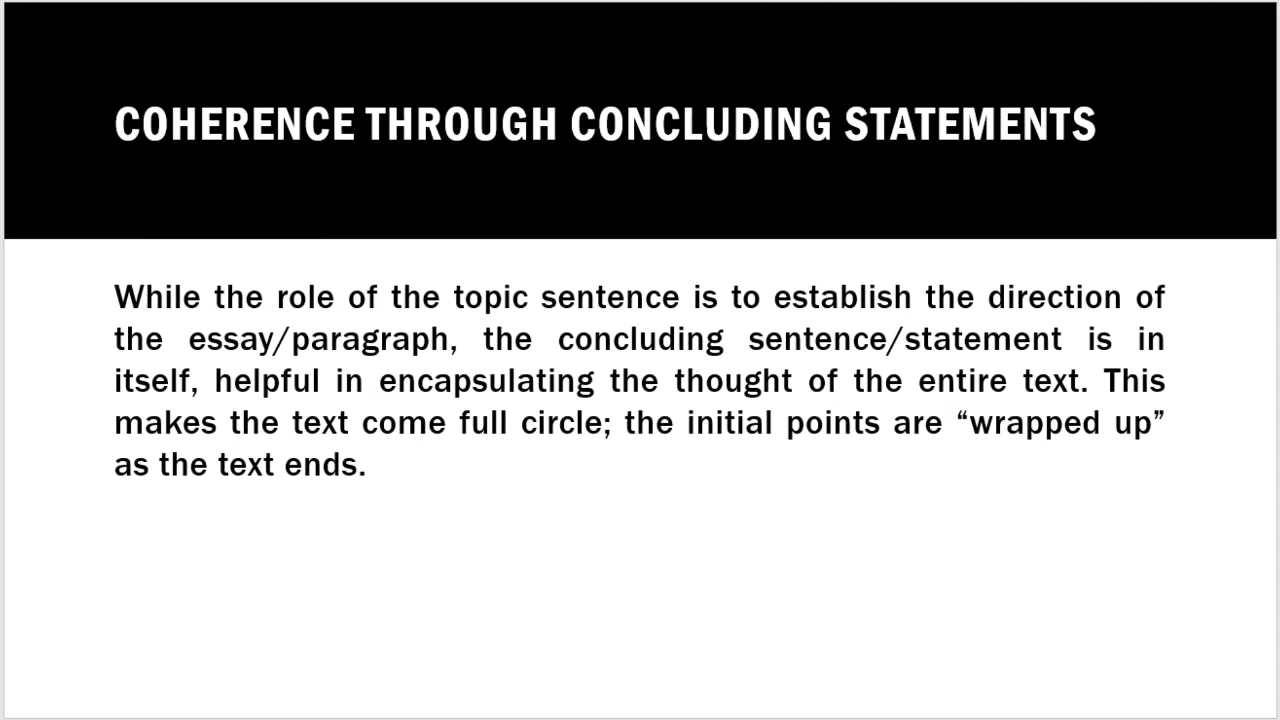 COHERENCE THROUGH CONCLUDING STATEMENTS
While the role of the topic sentence is to establish the direction of
the essay/paragraph, the concluding sentence/statement is in
itself, helpful in encapsulating the thought of the entire text. This
makes the text come full circle; the initial points are “wrapped up”
as the text ends.